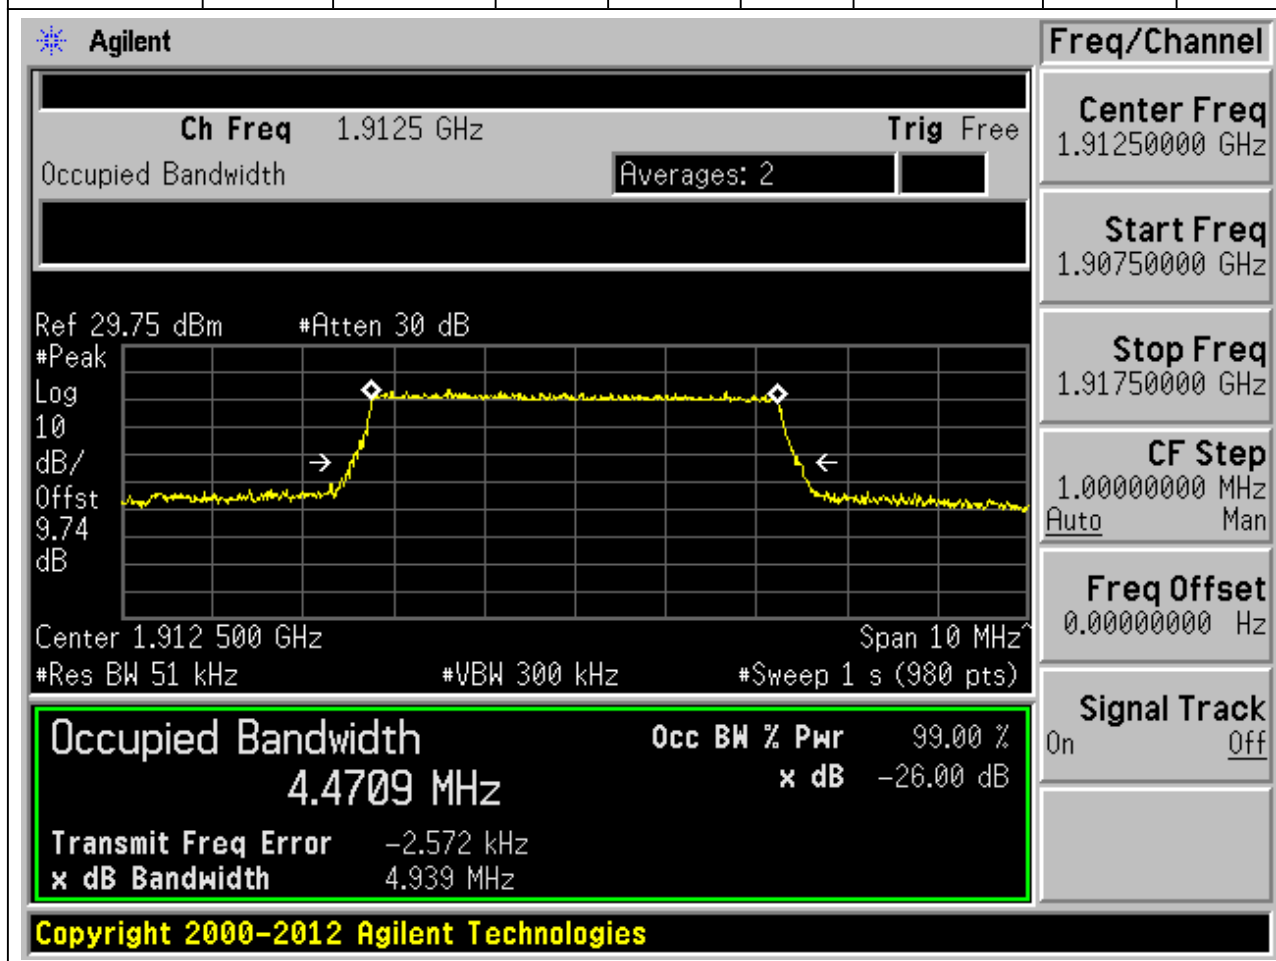 Agilent
Freq/Channel
Ch Freq 1.9125 GHz Trig Free
Occupied Bandwidth Averages: 2
Center Freq
1.91250000 GHz
Start Freq
1.90750000 GHz
Stop Freq
1.91750000 GHz
CF Step
1.00000000 MHz
Auto Man
Freq Offset
0.00000000 Hz
Signal Track
On Off
Ref 29.75 dBm #Atten 30 dB
#Peak
Log
10
dB/
Offst
9.74
dB
Center 1.912 500 GHz Span 10 MHz^
#Res BW 51 kHz #VBW 300 kHz #Sweep 1 s (980 pts)
Occupied Bandwidth Occ BW % Pwr 99.00 %
4.4709 MHz x dB -26.00 dB
Transmit Freq Error -2.572 kHz
x dB Bandwidth 4.939 MHz
Copyright 2000-2012 Agilent Technologies